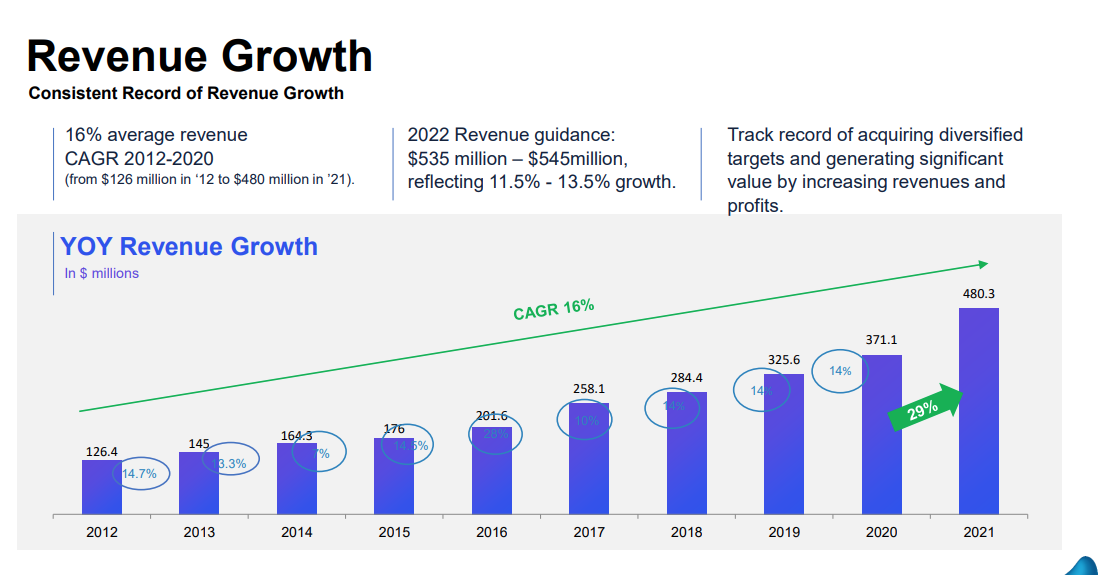 Revenue Growth
Consistent Record of Revenue Growth
16% average revenue
CAGR 2012-2020
(from $126 million in ‘12 to $480 million in ’21).
2022 Revenue guidance:
$535 million – $545million,
reflecting 11.5% - 13.5% growth.
Track record of acquiring diversified
targets and generating significant
value by increasing revenues and
profits.
YOY Revenue Growth
In $ millions
CAGR 16%
126.4
145
164.3
176
201.6
258.1
284.4
325.6
371.1
480.3
14.7%
13.3%
7%
14.5%
28%
10%
14%
14%
14%
29%
2012
2013
2014
2015
2016
2017
2018
2019
2020
2021